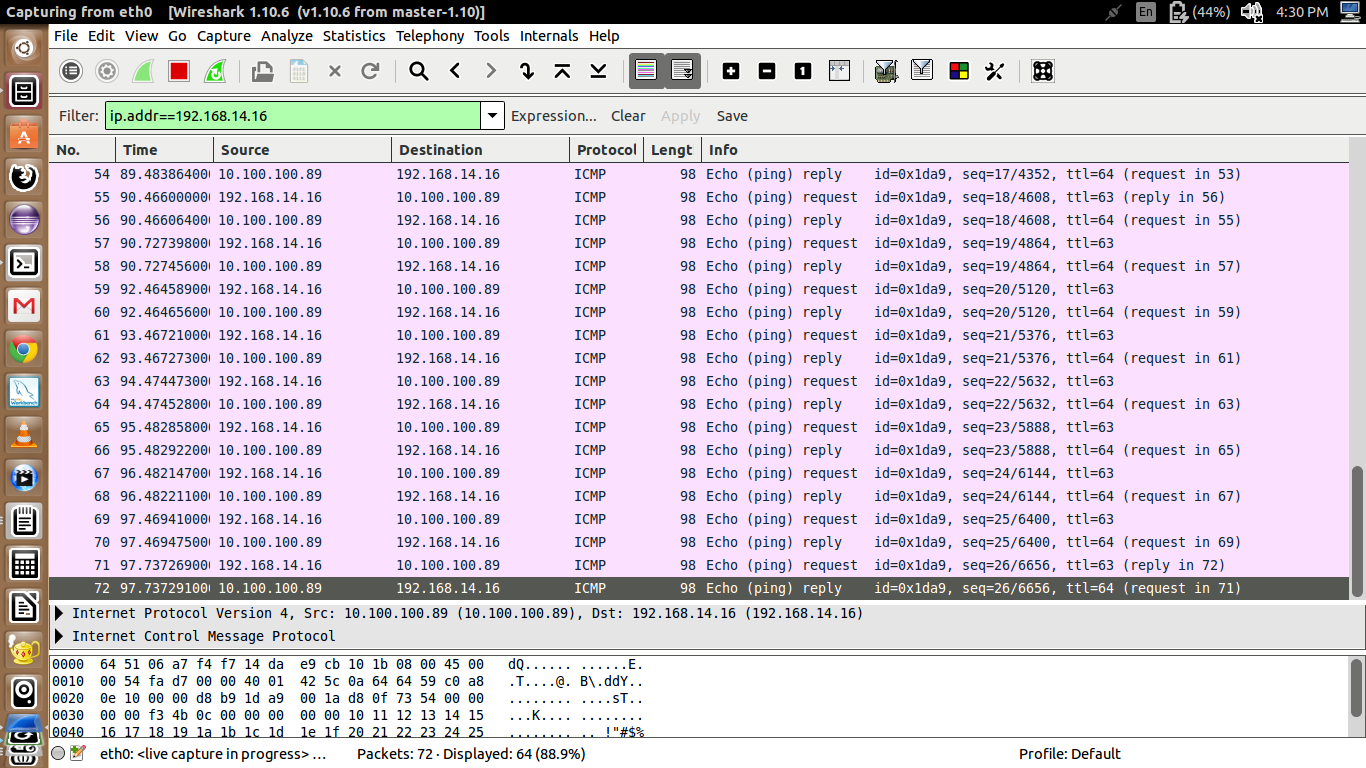 Capturing from eth0 [Wireshark 1.10.6 (v1.10.6 from master-1.10)] En (44%) 4:30 PM
File Edit View Go Capture Analyze Statistics Telephony Tools Internals Help
Filter: ip.addr==192.168.14.16 Expression... Clear Apply Save
No. Time Source Destination Protocol Lengt Info
54 89.483864000 10.100.100.89 192.168.14.16 ICMP 98 Echo (ping) reply id=0x1da9, seq=17/4352, ttl=64 (request in 53)
55 90.466000000 192.168.14.16 10.100.100.89 ICMP 98 Echo (ping) request id=0x1da9, seq=18/4608, ttl=63 (reply in 56)
56 90.466064000 10.100.100.89 192.168.14.16 ICMP 98 Echo (ping) reply id=0x1da9, seq=18/4608, ttl=64 (request in 55)
57 90.727398000 192.168.14.16 10.100.100.89 ICMP 98 Echo (ping) request id=0x1da9, seq=19/4864, ttl=63
58 90.727456000 10.100.100.89 192.168.14.16 ICMP 98 Echo (ping) reply id=0x1da9, seq=19/4864, ttl=64 (request in 57)
59 92.464589000 192.168.14.16 10.100.100.89 ICMP 98 Echo (ping) request id=0x1da9, seq=20/5120, ttl=63
60 92.464656000 10.100.100.89 192.168.14.16 ICMP 98 Echo (ping) reply id=0x1da9, seq=20/5120, ttl=64 (request in 59)
61 93.467210000 192.168.14.16 10.100.100.89 ICMP 98 Echo (ping) request id=0x1da9, seq=21/5376, ttl=63
62 93.467273000 10.100.100.89 192.168.14.16 ICMP 98 Echo (ping) reply id=0x1da9, seq=21/5376, ttl=64 (request in 61)
63 94.474473000 192.168.14.16 10.100.100.89 ICMP 98 Echo (ping) request id=0x1da9, seq=22/5632, ttl=63
64 94.474528000 10.100.100.89 192.168.14.16 ICMP 98 Echo (ping) reply id=0x1da9, seq=22/5632, ttl=64 (request in 63)
65 95.482858000 192.168.14.16 10.100.100.89 ICMP 98 Echo (ping) request id=0x1da9, seq=23/5888, ttl=63
66 95.482922000 10.100.100.89 192.168.14.16 ICMP 98 Echo (ping) reply id=0x1da9, seq=23/5888, ttl=64 (request in 65)
67 96.482147000 192.168.14.16 10.100.100.89 ICMP 98 Echo (ping) request id=0x1da9, seq=24/6144, ttl=63
68 96.482211000 10.100.100.89 192.168.14.16 ICMP 98 Echo (ping) reply id=0x1da9, seq=24/6144, ttl=64 (request in 67)
69 97.469410000 192.168.14.16 10.100.100.89 ICMP 98 Echo (ping) request id=0x1da9, seq=25/6400, ttl=63
70 97.469475000 10.100.100.89 192.168.14.16 ICMP 98 Echo (ping) reply id=0x1da9, seq=25/6400, ttl=64 (request in 69)
71 97.737269000 192.168.14.16 10.100.100.89 ICMP 98 Echo (ping) request id=0x1da9, seq=26/6656, ttl=63 (reply in 72)
72 97.737291000 10.100.100.89 192.168.14.16 ICMP 98 Echo (ping) reply id=0x1da9, seq=26/6656, ttl=64 (request in 71)
Internet Protocol Version 4, Src: 10.100.100.89 (10.100.100.89), Dst: 192.168.14.16 (192.168.14.16)
Internet Control Message Protocol
0000 64 51 06 a7 f4 f7 14 da e9 cb 10 1b 08 00 45 00 dQ...... ......E.
0010 00 54 fa d7 00 00 40 01 42 5c 0a 64 64 59 c0 a8 .T....@. B\.ddY..
0020 0e 10 00 00 d8 b9 1d a9 00 1a d8 0f 73 54 00 00 ........ ....sT..
0030 00 00 f3 4b 0c 00 00 00 00 00 10 11 12 13 14 15 ...K.... ........
0040 16 17 18 19 1a 1b 1c 1d 1e 1f 20 21 22 23 24 25 ........ .. !"#$%
eth0: <live capture in progress> ... Packets: 72 · Displayed: 64 (88.9%) Profile: Default